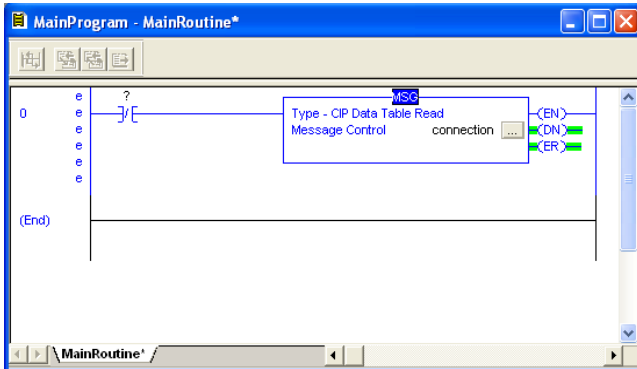 MainProgram - MainRoutine*
e
?
MSG
0
e
Type - CIP Data Table Read
(EN)
e
Message Control
connection
...
(DN)
e
(ER)
e
e
(End)
MainRoutine*